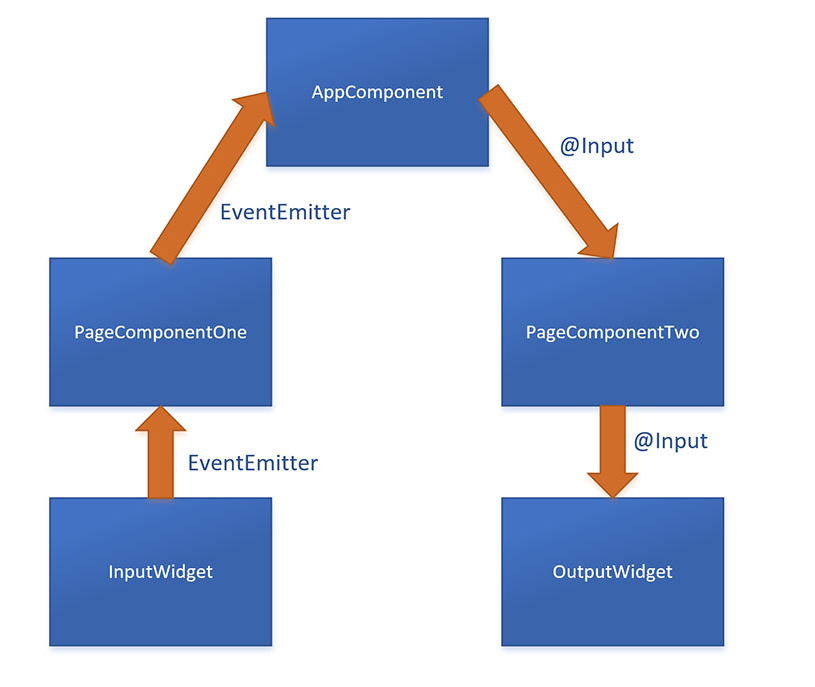 AppComponent
@Input
EventEmitter
PageComponentOne
PageComponentTwo
@Input
EventEmitter
InputWidget
OutputWidget